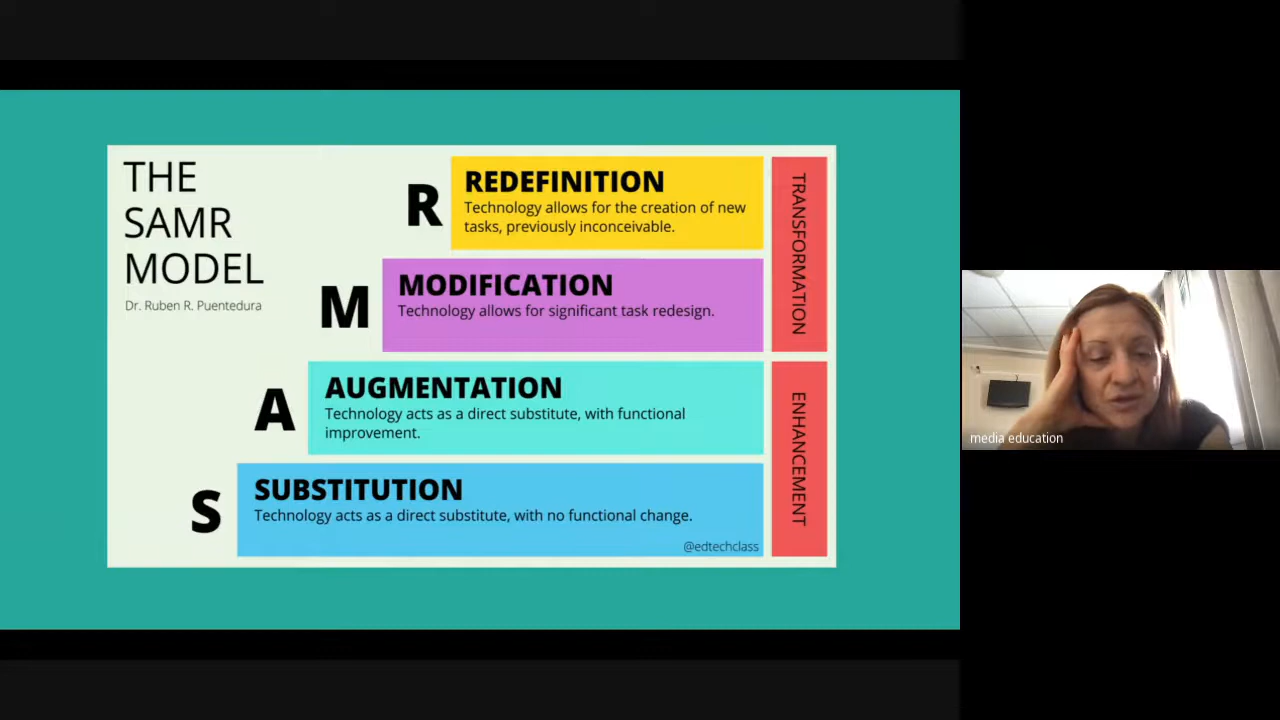 THE
SAMR
MODEL
Dr. Ruben R. Puentedura
R
REDEFINITION
Technology allows for the creation of new
tasks, previously inconceivable.
M
MODIFICATION
Technology allows for significant task redesign.
TRANSFORMATION
A
AUGMENTATION
Technology acts as a direct substitute, with functional
improvement.
S
SUBSTITUTION
Technology acts as a direct substitute, with no functional change.
@edtechclass
ENHANCEMENT
media education